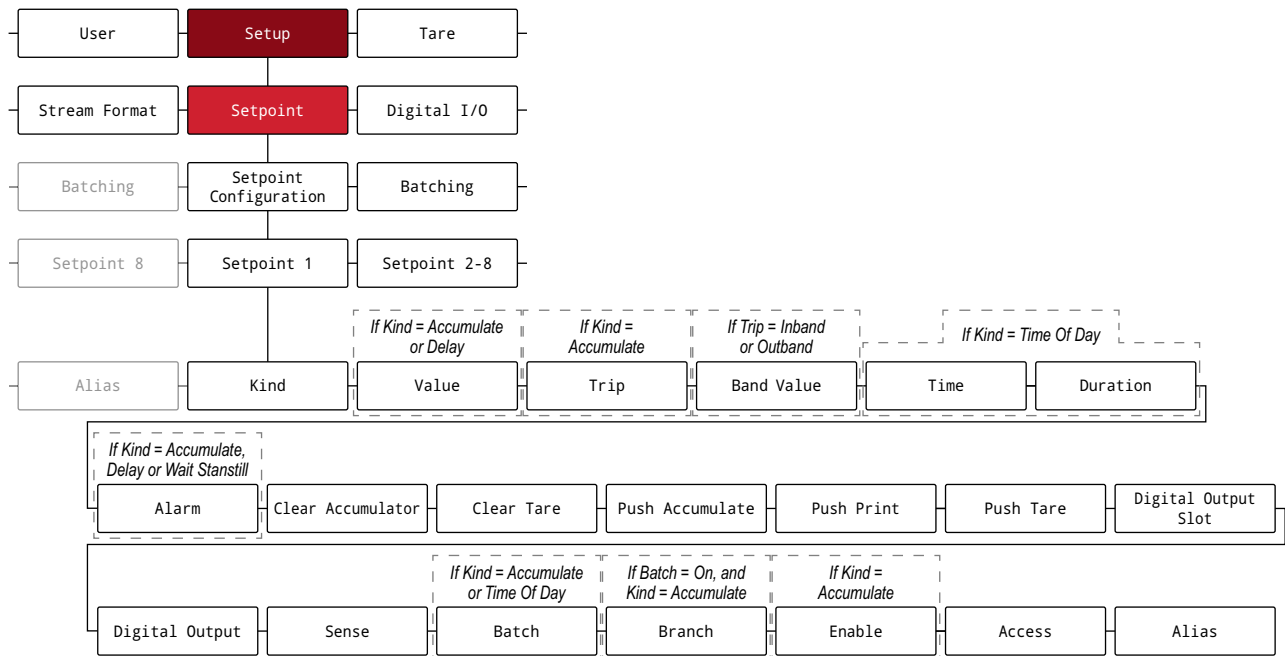 User
Setup
Tare
Stream Format
Setpoint
Digital I/O
Batching
Setpoint
Configuration
Batching
Setpoint 8
Setpoint 1
Setpoint 2-8
If Kind = Accumulate
or Delay
If Kind =
Accumulate
If Trip = Inband
or Outband
If Kind = Time Of Day
Alias
Kind
Value
Trip
Band Value
Time
Duration
If Kind = Accumulate,
Delay or Wait Stanstill
Alarm
Clear Accumulator
Clear Tare
Push Accumulate
Push Print
Push Tare
Digital Output
Slot
If Kind = Accumulate
or Time Of Day
If Batch = On, and
Kind = Accumulate
If Kind =
Accumulate
Digital Output
Sense
Batch
Branch
Enable
Access
Alias